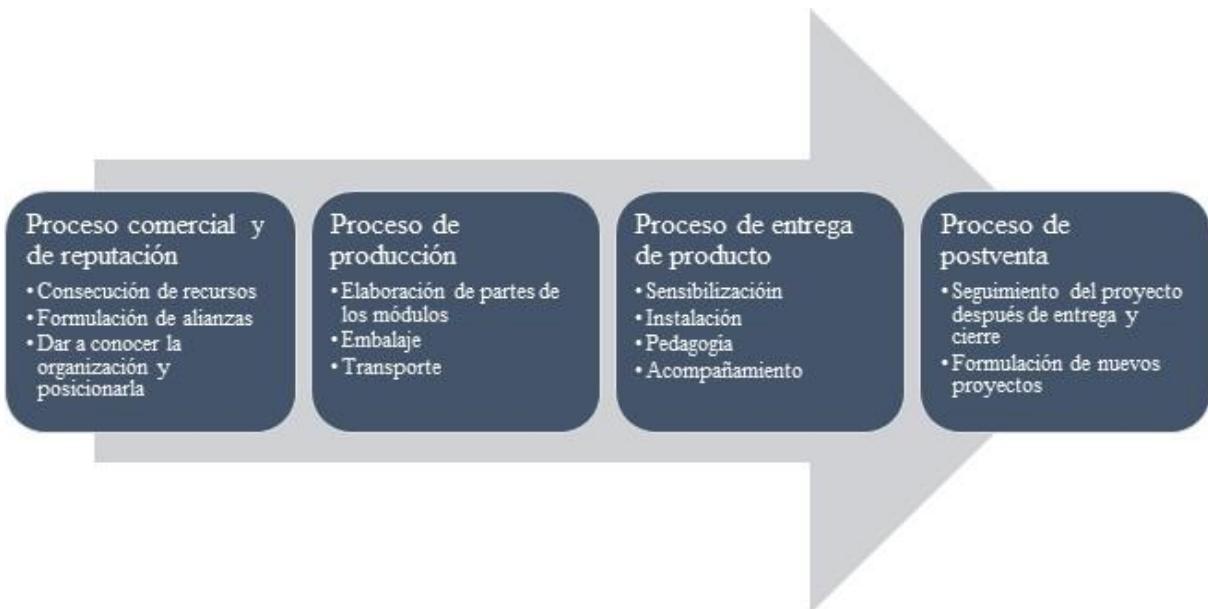 Proceso comercial y
de reputación
• Consecución de recursos
• Formulación de alianzas
• Dar a conocer la
organización y
posicionarla
Proceso de
producción
• Elaboración de partes de
los módulos
• Embalaje
• Transporte
Proceso de entrega
de producto
• Sensibilizacióin
• Instalación
• Pedagogía
• Acompañamiento
Proceso de
postventa
• Seguimiento del proyecto
después de entrega y
cierre
• Formulación de nuevos
proyectos